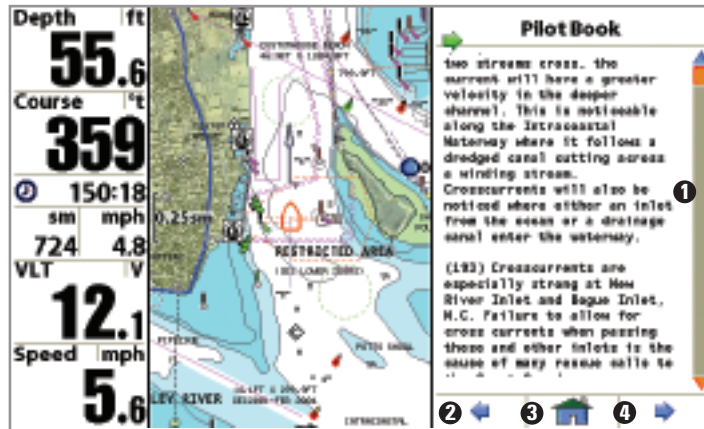 Depth ft
55.6
Course °t
359
150:18
sm mph
724 4.8
VLT V
12.1
Speed mph
5.6
0.25sm
RESTRICTED AREA
LEY RIVER
INTRACOASTAL
Pilot Book
two streams cross, the
current will have a greater
velocity in the deeper
channel. This is noticeable
along the Intracoastal
Waterway where it follows a
dredged canal cutting across
a winding stream.
Crosscurrents will also be
noticed where either an inlet
from the ocean or a drainage
canal enter the waterway.
(193) Crosscurrents are
especially strong at New
River Inlet and Bogue Inlet,
N.C. Failure to allow for
cross currents when passing
these and other inlets is the
cause of many rescue calls to
1
2
3
4